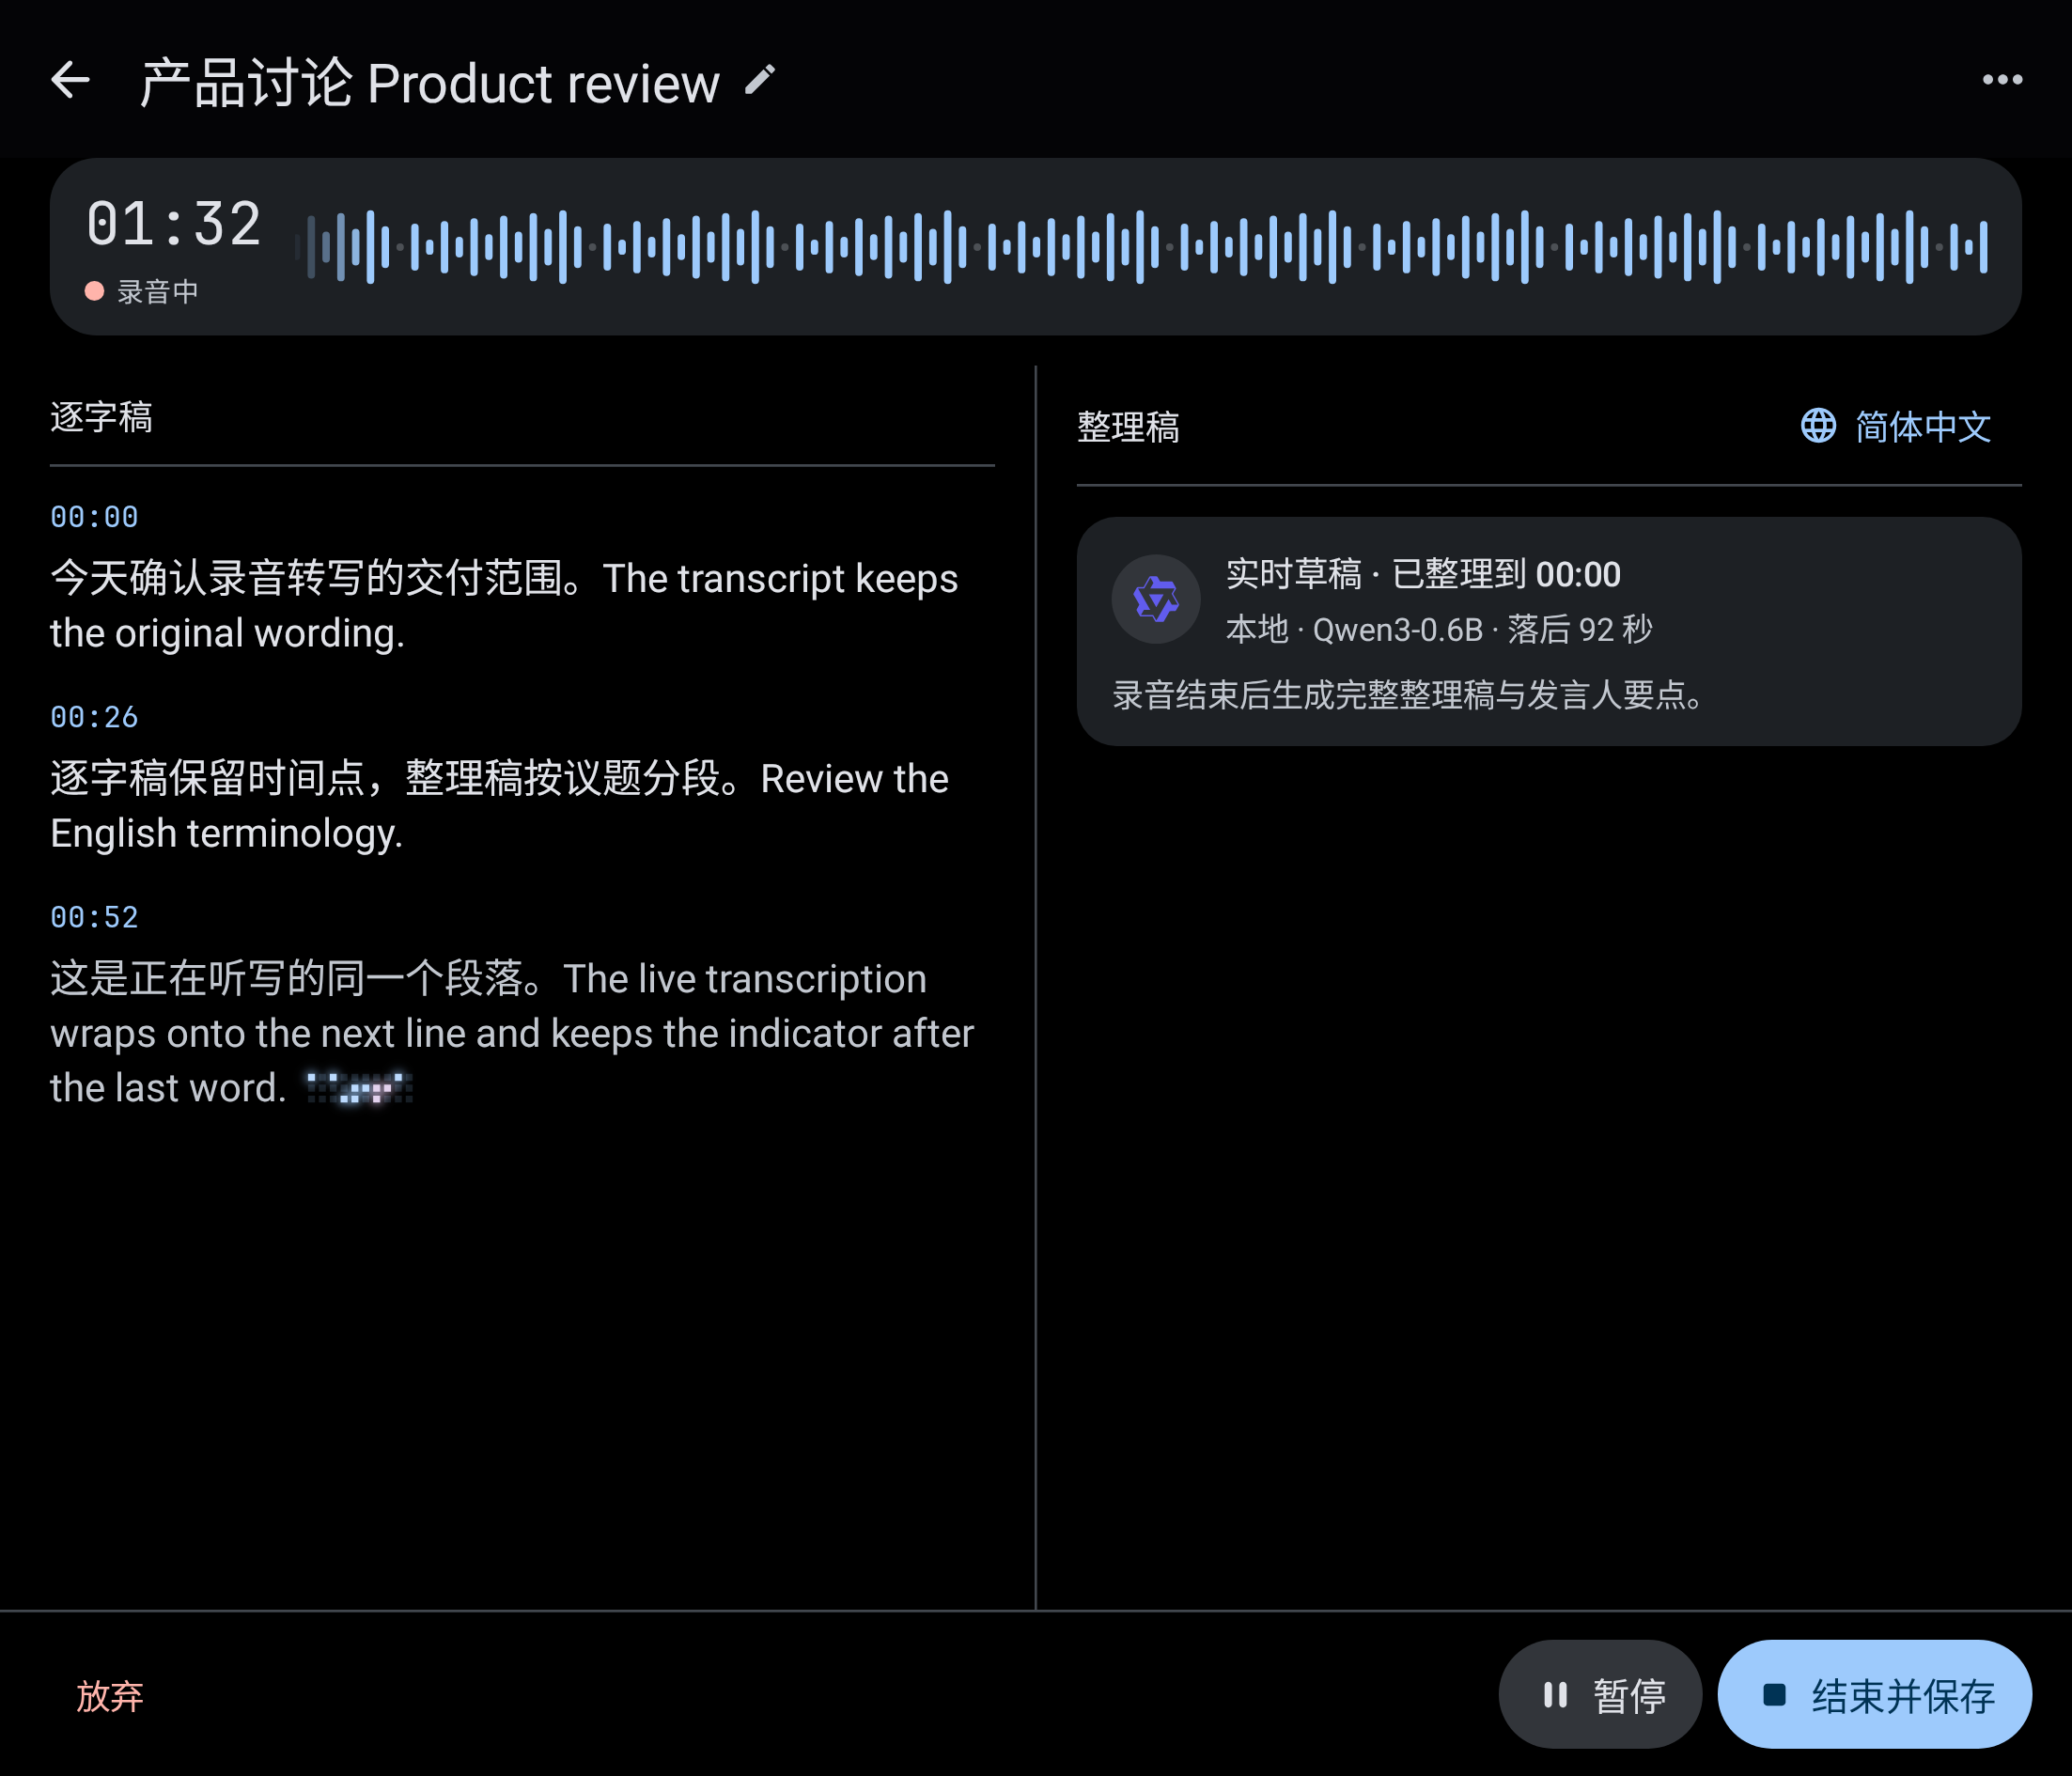 产品讨论 Product review
01:32
录音中
逐字稿
00:00
今天确认录音转写的交付范围。The transcript keeps
the original wording.
00:26
逐字稿保留时间点，整理稿按议题分段。Review the
English terminology.
00:52
这是正在听写的同一个段落。The live transcription
wraps onto the next line and keeps the indicator after
the last word.
整理稿
简体中文
实时草稿 · 已整理到 00:00
本地 · Qwen3-0.6B · 落后 92 秒
录音结束后生成完整整理稿与发言人要点。
放弃
暂停
结束并保存